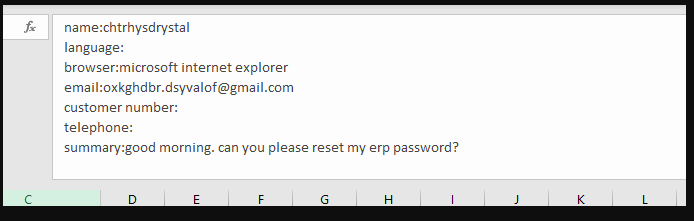 fx
name:chtrhysdrystal
language:
browser:microsoft internet explorer
email:oxkghdbr.dsyvalof@gmail.com
customer number:
telephone:
summary:good morning. can you please reset my erp password?
C D E F G H I J K L